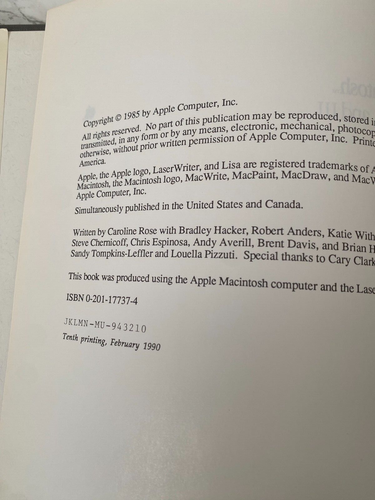 Copyright © 1985 by Apple Computer, Inc.
All rights reserved. No part of this publication may be reproduced, stored
transmitted, in any form or by any means, electronic, mechanical,
otherwise, without prior written permission of Apple Computer, Inc.
America.
Apple, the Apple logo, LaserWriter, and Lisa are registered trademarks of
Macintosh, the Macintosh logo, MacWrite, MacPaint, MacDraw, and
Apple Computer, Inc.
Simultaneously published in the United States and Canada.
Written by Caroline Rose with Bradley Hacker, Robert Anders, Katie
Steve Chernicoff, Chris Espinosa, Andy Averill, Brent Davis, and Brian
Sandy Tompkins-Leffler and Louella Pizzuti. Special thanks to Cary
This book was produced using the Apple Macintosh computer and the
ISBN 0-201-17737-4
JKLMN-MU-943210
Tenth printing, February 1990